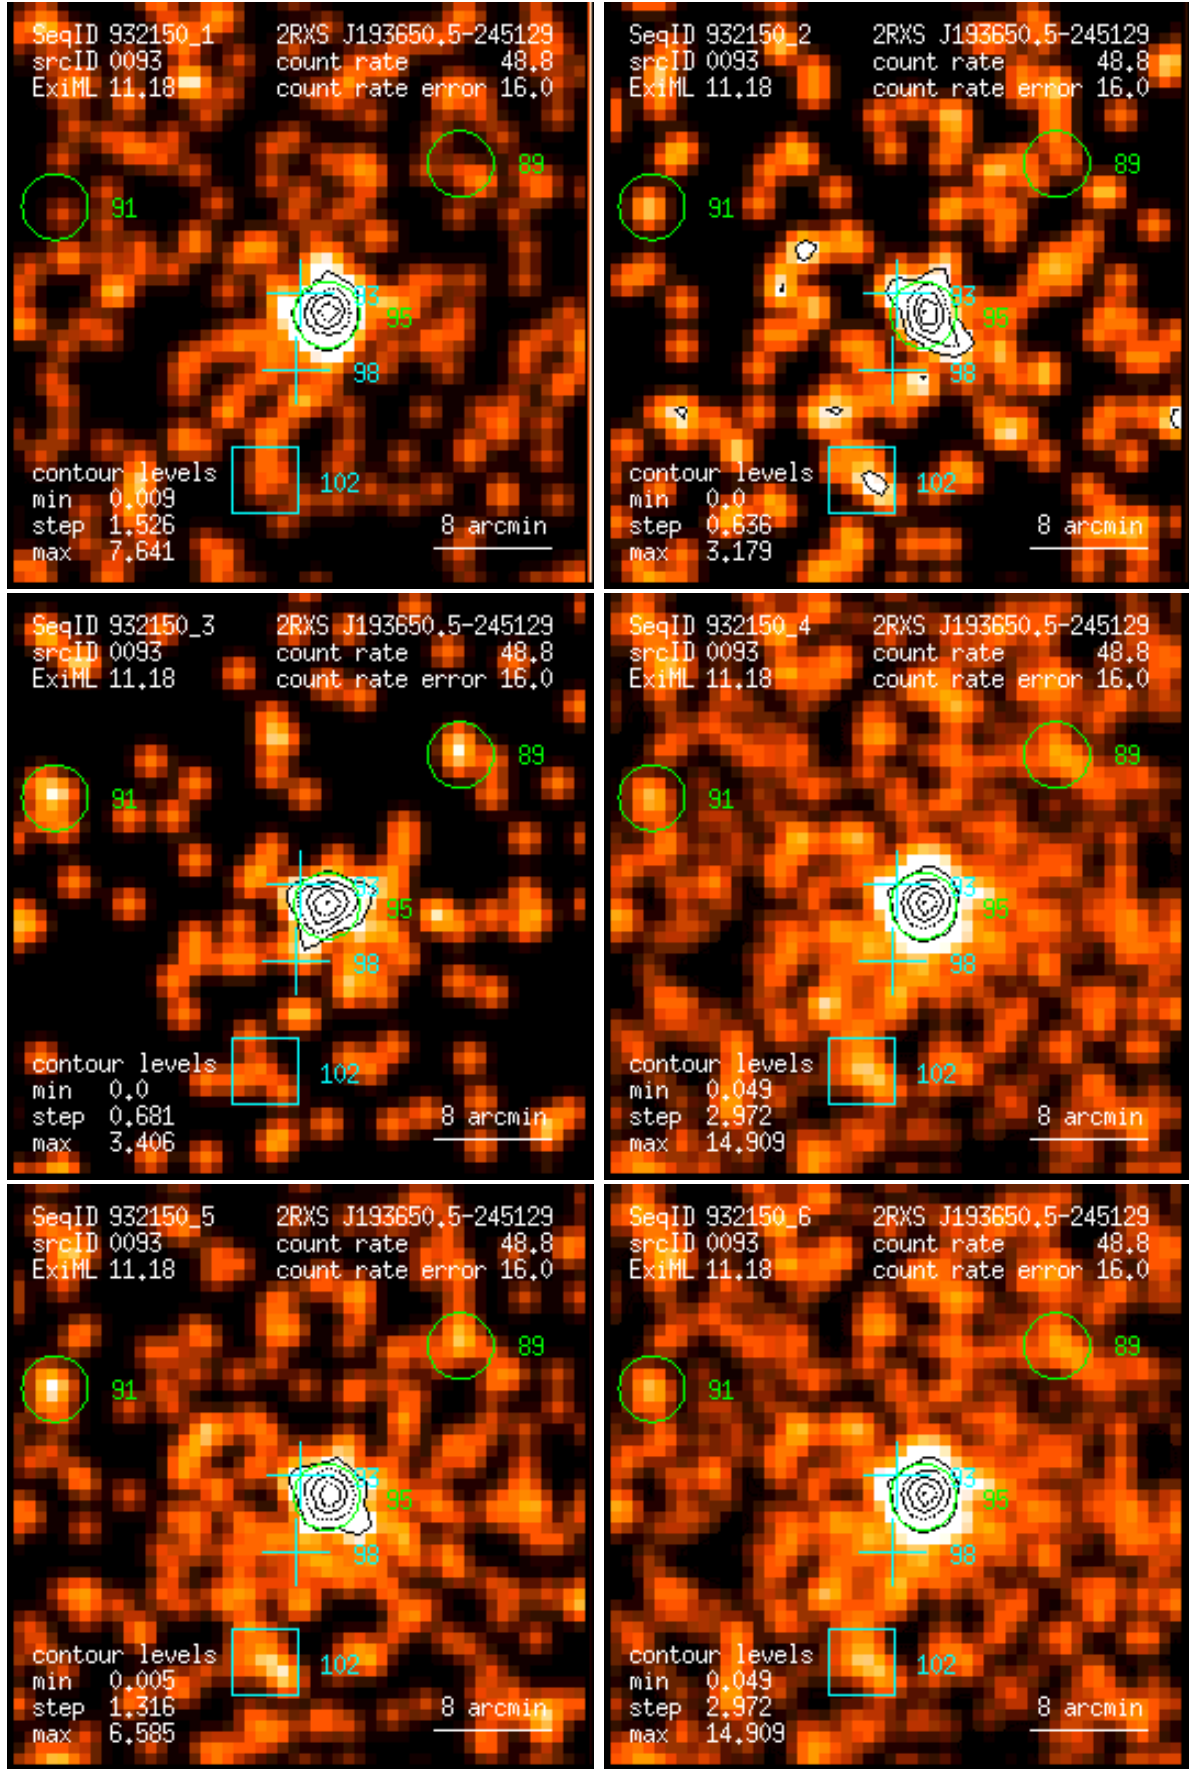 SeqID 932150_1 2RXS J193650.5-245129
srcID 0093 count rate 48.8
ExiML 11.18 count rate error 16.0
89
91
93
95
98
contour levels
102
min 0.009
step 1.526 8 arcmin
max 7.641
SeqID 932150_2 2RXS J193650.5-245129
srcID 0093 count rate 48.8
ExiML 11.18 count rate error 16.0
89
91
93
95
98
contour levels
102
min 0.0
step 0.636 8 arcmin
max 3.179
SeqID 932150_3 2RXS J193650.5-245129
srcID 0093 count rate 48.8
ExiML 11.18 count rate error 16.0
89
91
93
95
98
contour levels
102
min 0.0
step 0.681 8 arcmin
max 3.406
SeqID 932150_4 2RXS J193650.5-245129
srcID 0093 count rate 48.8
ExiML 11.18 count rate error 16.0
89
91
93
95
98
contour levels
102
min 0.049
step 2.972 8 arcmin
max 14.909
SeqID 932150_5 2RXS J193650.5-245129
srcID 0093 count rate 48.8
ExiML 11.18 count rate error 16.0
89
91
93
95
98
contour levels
102
min 0.005
step 1.316 8 arcmin
max 6.585
SeqID 932150_6 2RXS J193650.5-245129
srcID 0093 count rate 48.8
ExiML 11.18 count rate error 16.0
89
91
93
95
98
contour levels
102
min 0.049
step 2.972 8 arcmin
max 14.909